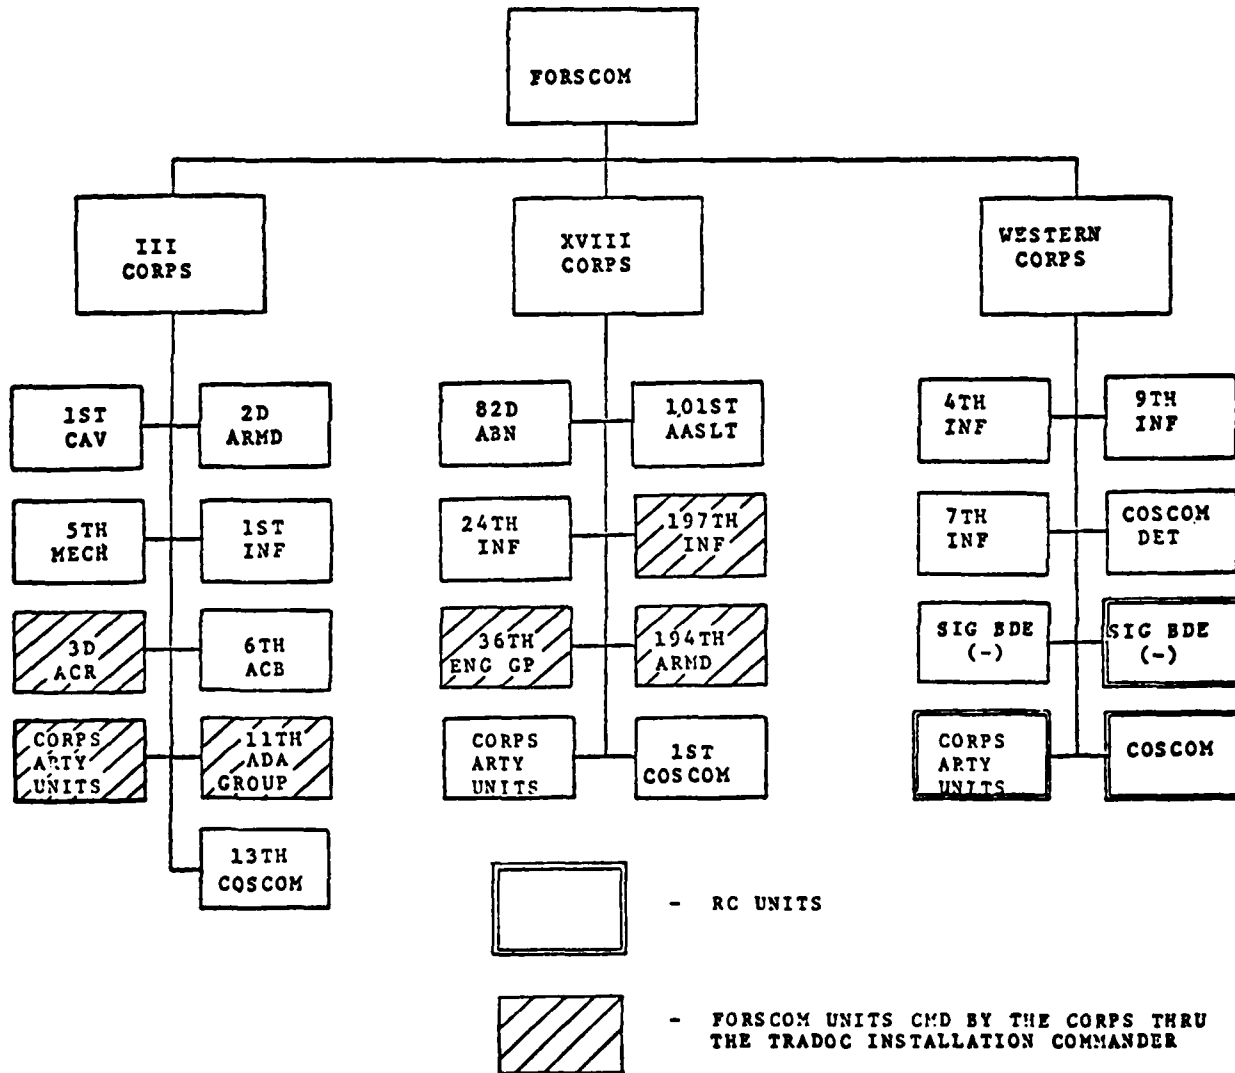 FORSCOM
III
CORPS
XVIII
CORPS
WESTERN
CORPS
1ST
CAV
2D
ARMD
82D
ABN
101ST
AASLT
4TH
INF
9TH
INF
5TH
MECH
1ST
INF
24TH
INF
197TH
INF
7TH
INF
COSCOM
DET
3D
ACR
6TH
ACB
36TH
ENG GP
194TH
ARMD
SIG BDE
(-)
SIG BDE
(-)
CORPS
ARTY
UNITS
11TH
ADA
GROUP
CORPS
ARTY
UNITS
1ST
COSCOM
CORPS
ARTY
UNITS
COSCOM
13TH
COSCOM
- RC UNITS
- FORSCOM UNITS CMD BY THE CORPS THRU
THE TRADOC INSTALLATION COMMANDER